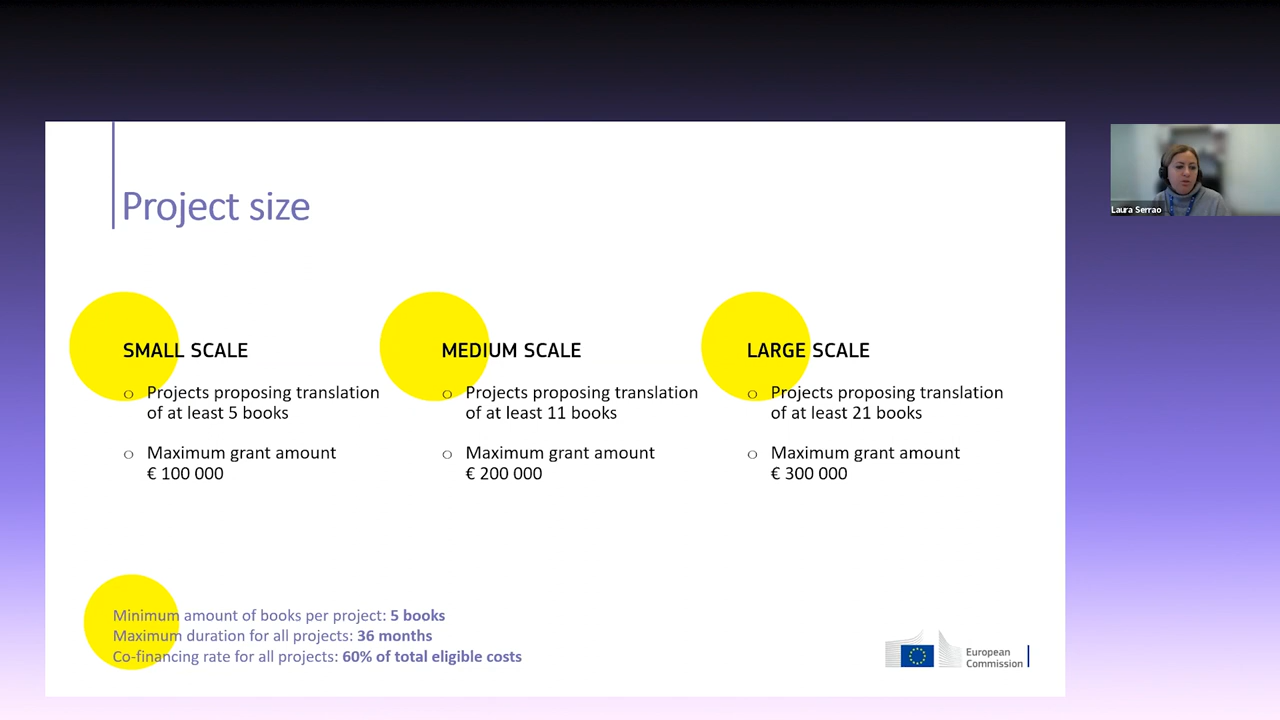 Project size
SMALL SCALE
o Projects proposing translation
of at least 5 books
o Maximum grant amount
€ 100 000
MEDIUM SCALE
o Projects proposing translation
of at least 11 books
o Maximum grant amount
€ 200 000
LARGE SCALE
o Projects proposing translation
of at least 21 books
o Maximum grant amount
€ 300 000
Minimum amount of books per project: 5 books
Maximum duration for all projects: 36 months
Co-financing rate for all projects: 60% of total eligible costs
European
Commission
Laura Serrao